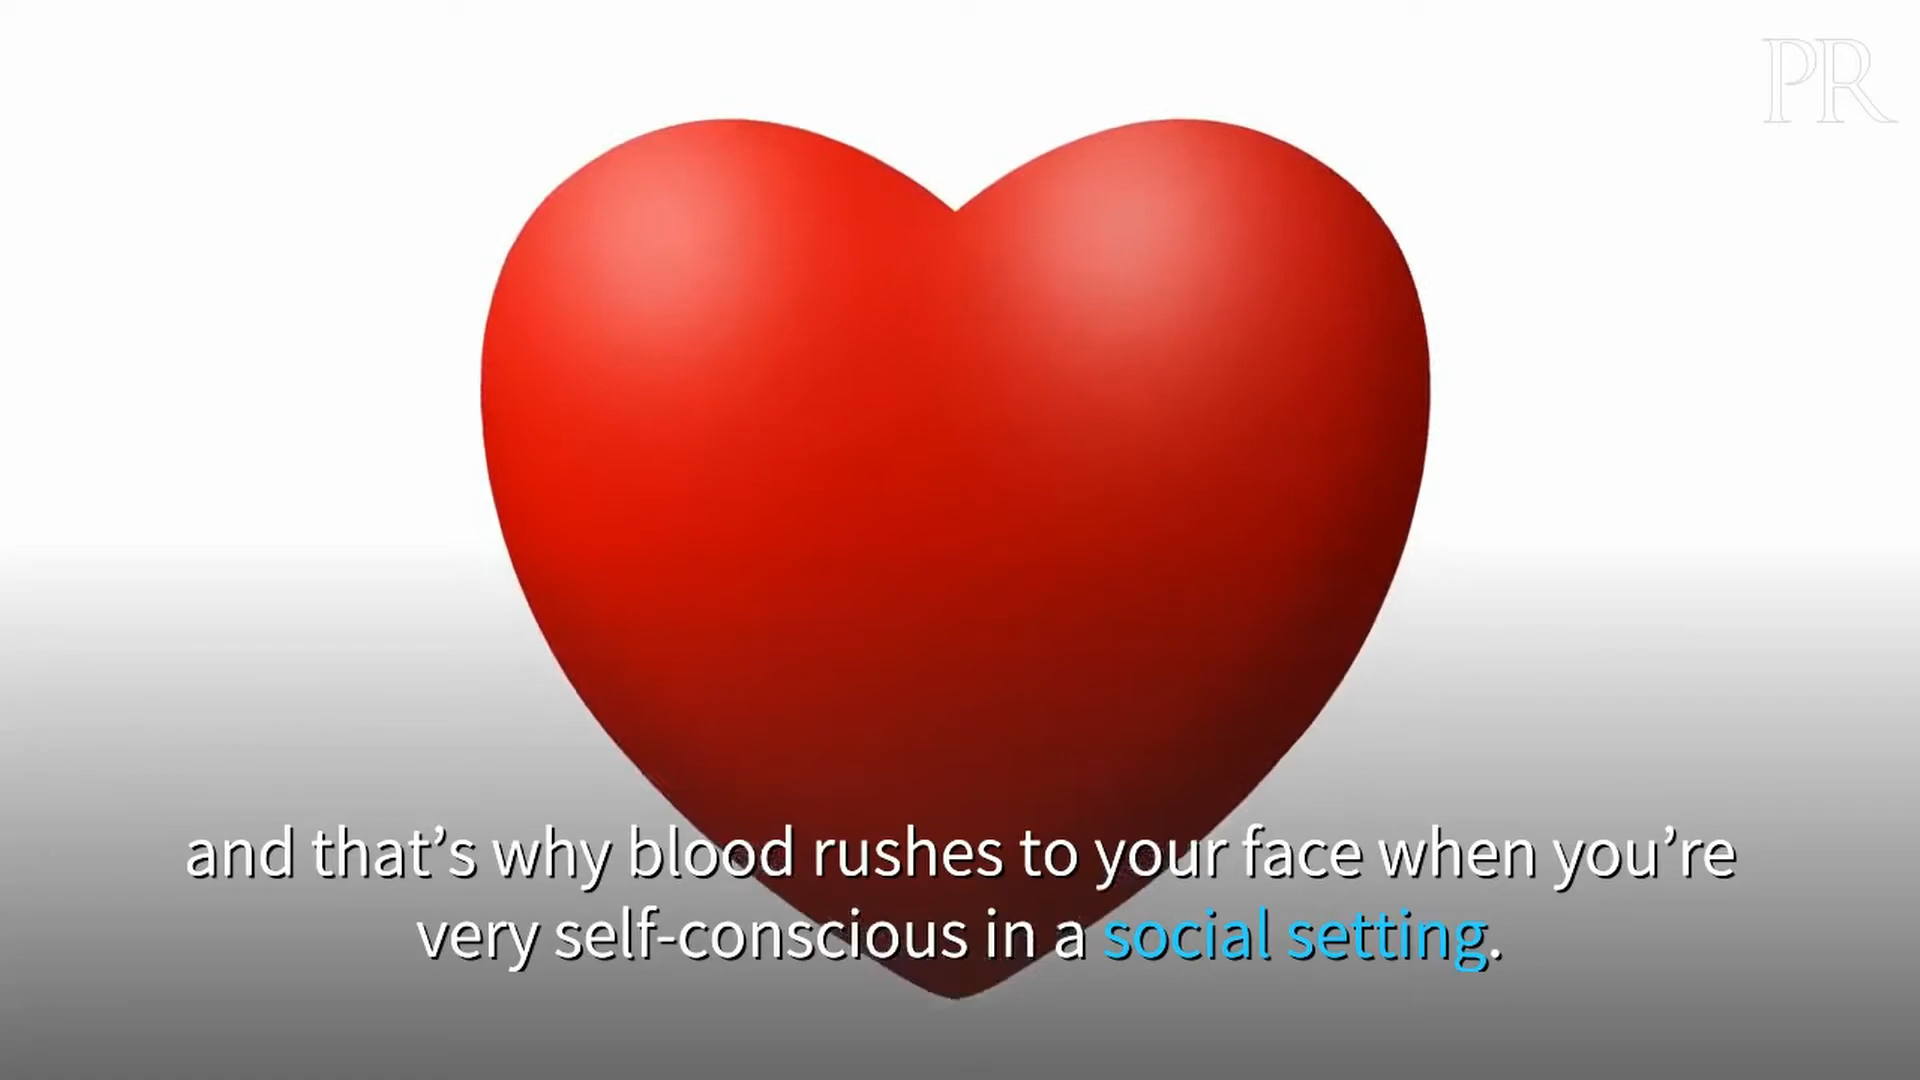 PR
and that’s why blood rushes to your face when you’re
very self-conscious in a social setting.